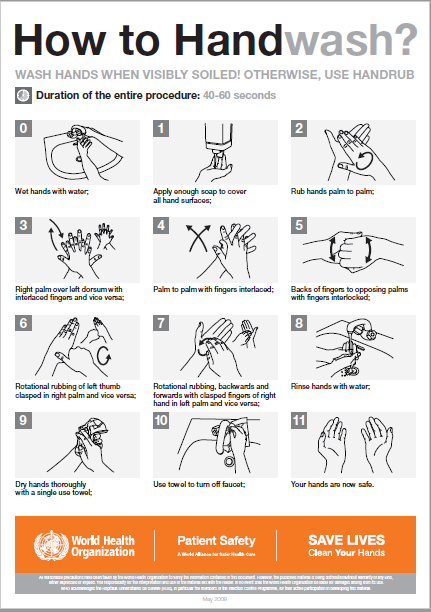 How to Handwash?
WASH HANDS WHEN VISIBLY SOILED! OTHERWISE, USE HANDRUB
Duration of the entire procedure: 40-60 seconds
0
Wet hands with water;
1
Apply enough soap to cover
all hand surfaces;
2
Rub hands palm to palm;
3
Right palm over left dorsum with
interlaced fingers and vice versa;
4
Palm to palm with fingers interlaced;
5
Backs of fingers to opposing palms
with fingers interlocked;
6
Rotational rubbing of left thumb
clasped in right palm and vice versa;
7
Rotational rubbing, backwards and
forwards with clasped fingers of right
hand in left palm and vice versa;
8
Rinse hands with water;
9
Dry hands thoroughly
with a single use towel;
10
Use towel to turn off faucet;
11
Your hands are now safe.
World Health
Organization
Patient Safety
A World Alliance for Safer Health Care
SAVE LIVES
Clean Your Hands
May 2009